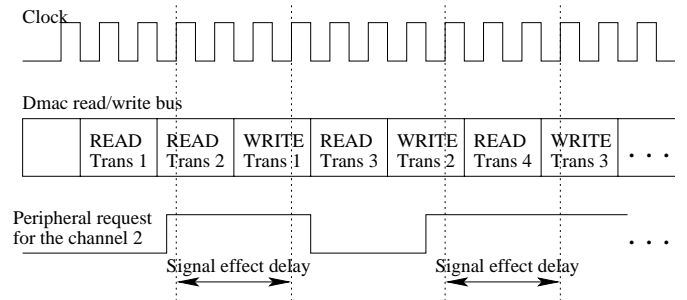 Clock
Dmac read/write bus
READ READ WRITE READ WRITE READ WRITE
Trans 1 Trans 2 Trans 1 Trans 3 Trans 2 Trans 4 Trans 3 . . .
Peripheral request
for the channel 2 . . .
Signal effect delay Signal effect delay